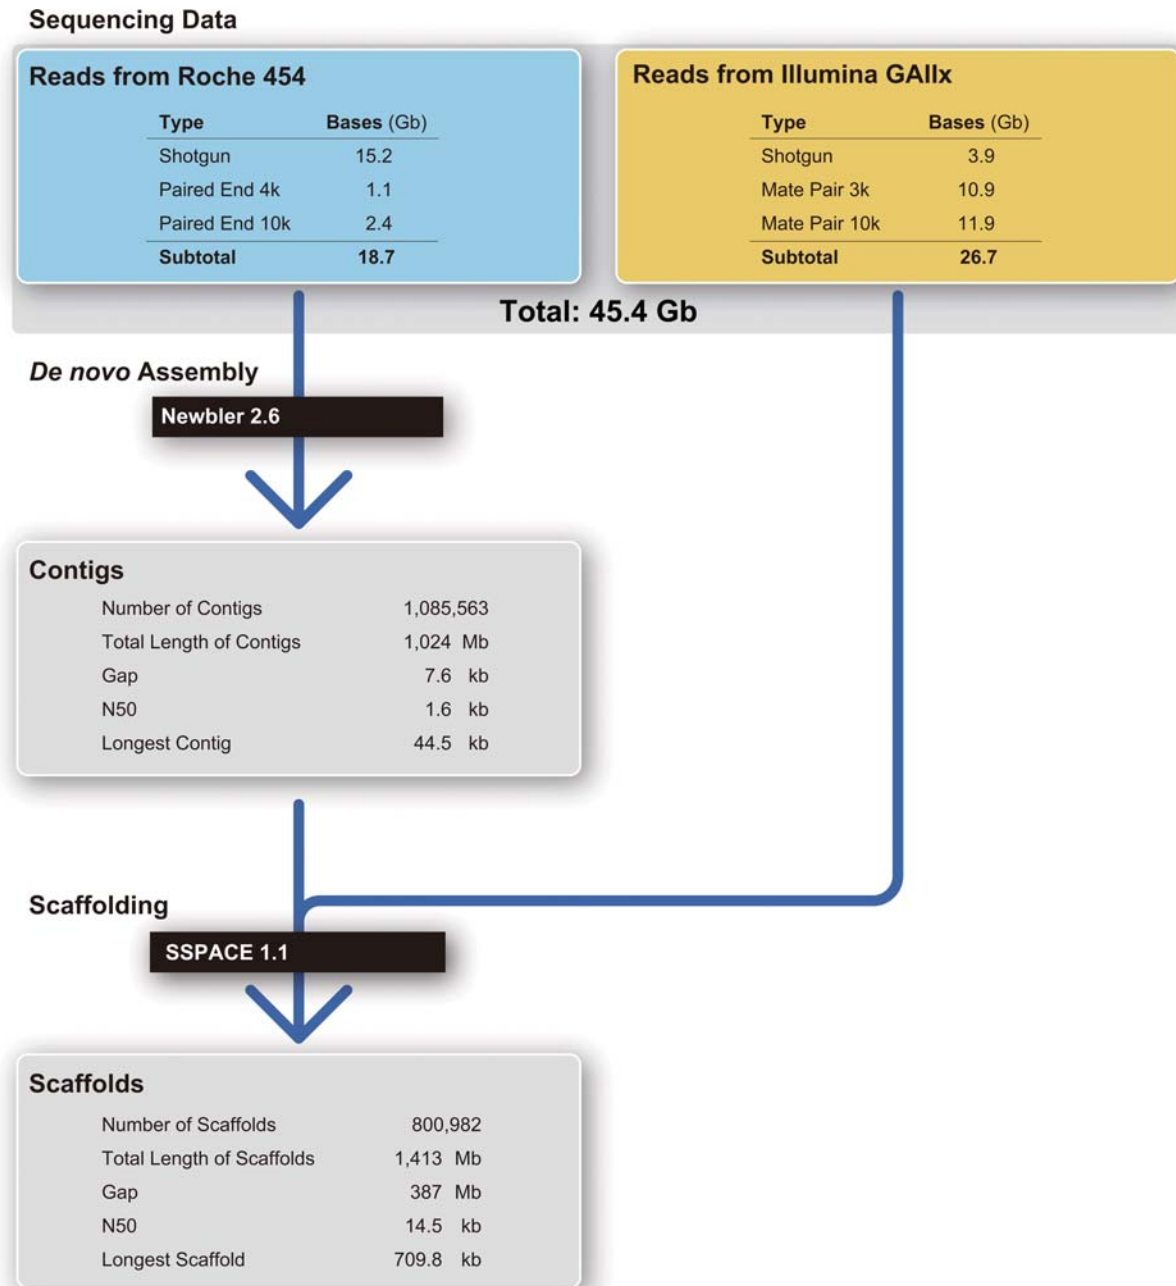 Sequencing Data
Reads from Roche 454
Type Bases (Gb)
Shotgun 15.2
Paired End 4k 1.1
Paired End 10k 2.4
Subtotal 18.7
Reads from Illumina GAIIx
Type Bases (Gb)
Shotgun 3.9
Mate Pair 3k 10.9
Mate Pair 10k 11.9
Subtotal 26.7
Total: 45.4 Gb
De novo Assembly
Newbler 2.6
Contigs
Number of Contigs 1,085,563
Total Length of Contigs 1,024 Mb
Gap 7.6 kb
N50 1.6 kb
Longest Contig 44.5 kb
Scaffolding
SSPACE 1.1
Scaffolds
Number of Scaffolds 800,982
Total Length of Scaffolds 1,413 Mb
Gap 387 Mb
N50 14.5 kb
Longest Scaffold 709.8 kb